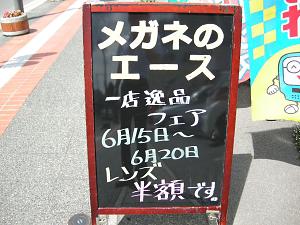 メガネの
エース
一店逸品
フェア
6月15日～
6月20日
レンズ
半額です。